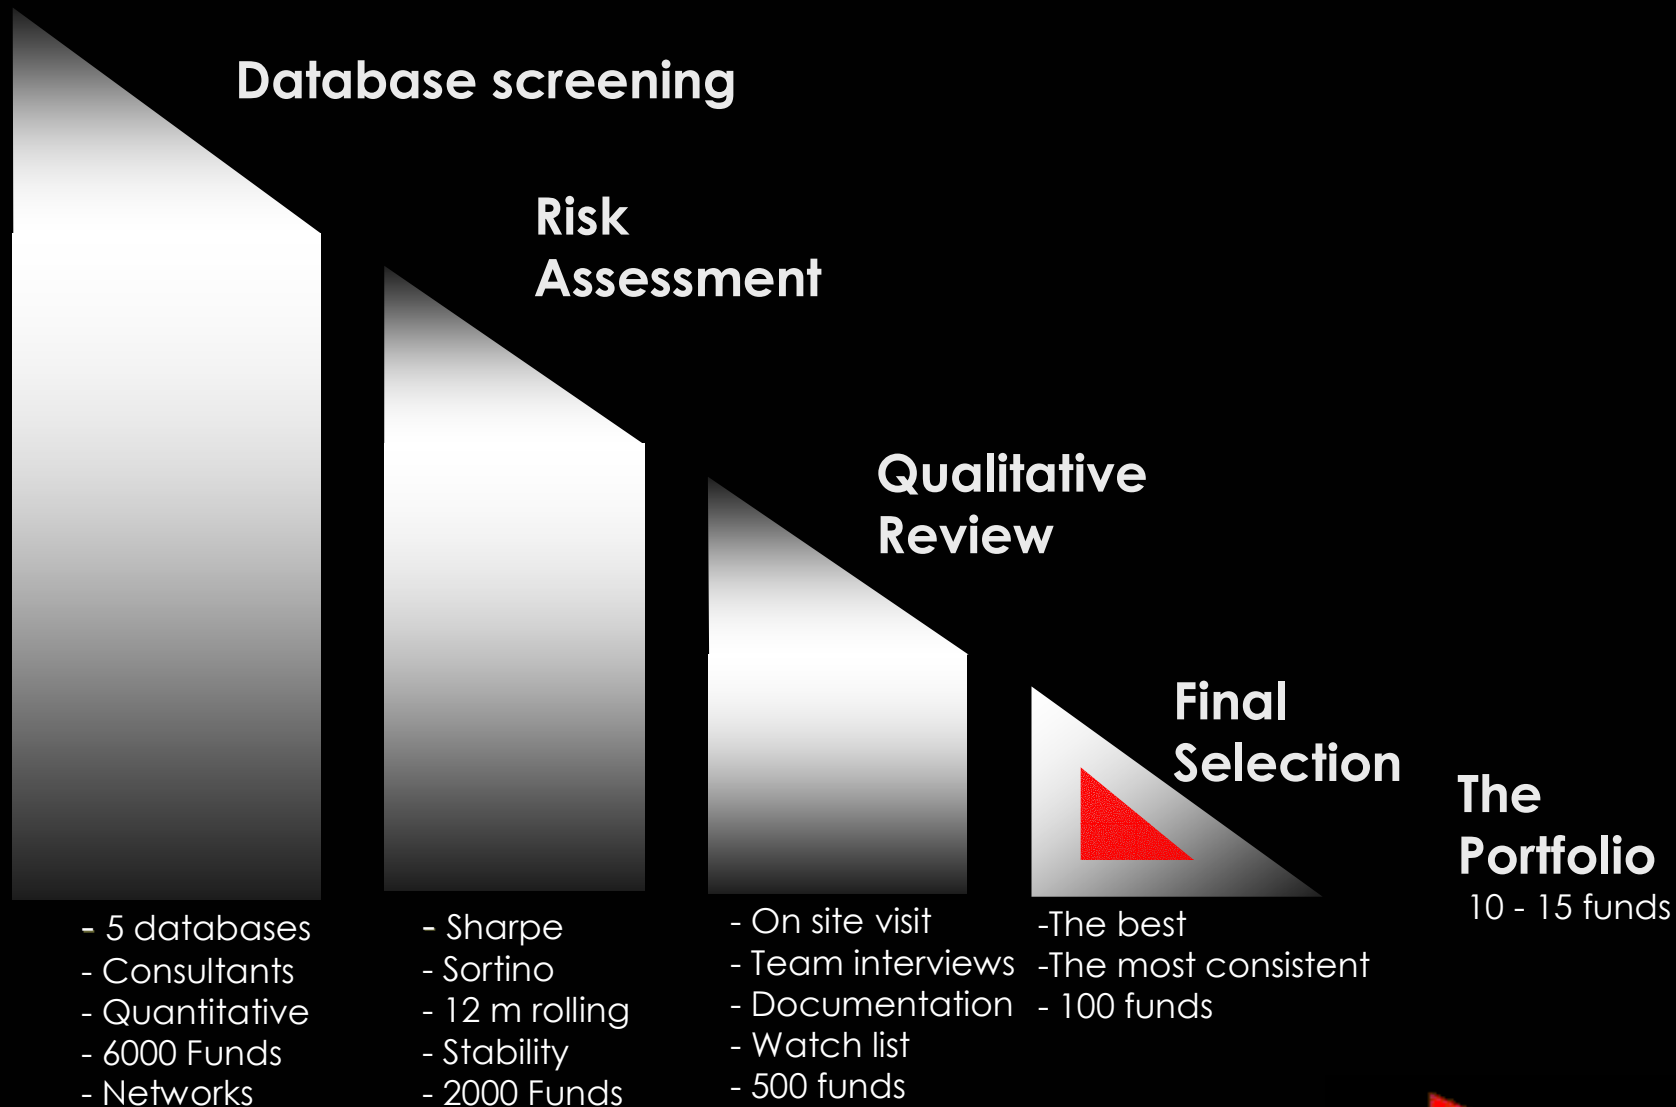 Database screening
Risk
Assessment
Qualitative
Review
Final
Selection
The
Portfolio
10 - 15 funds
- 5 databases
- Consultants
- Quantitative
- 6000 Funds
- Networks
- Sharpe
- Sortino
- 12 m rolling
- Stability
- 2000 Funds
- On site visit
- Team interviews
- Documentation
- Watch list
- 500 funds
-The best
-The most consistent
- 100 funds